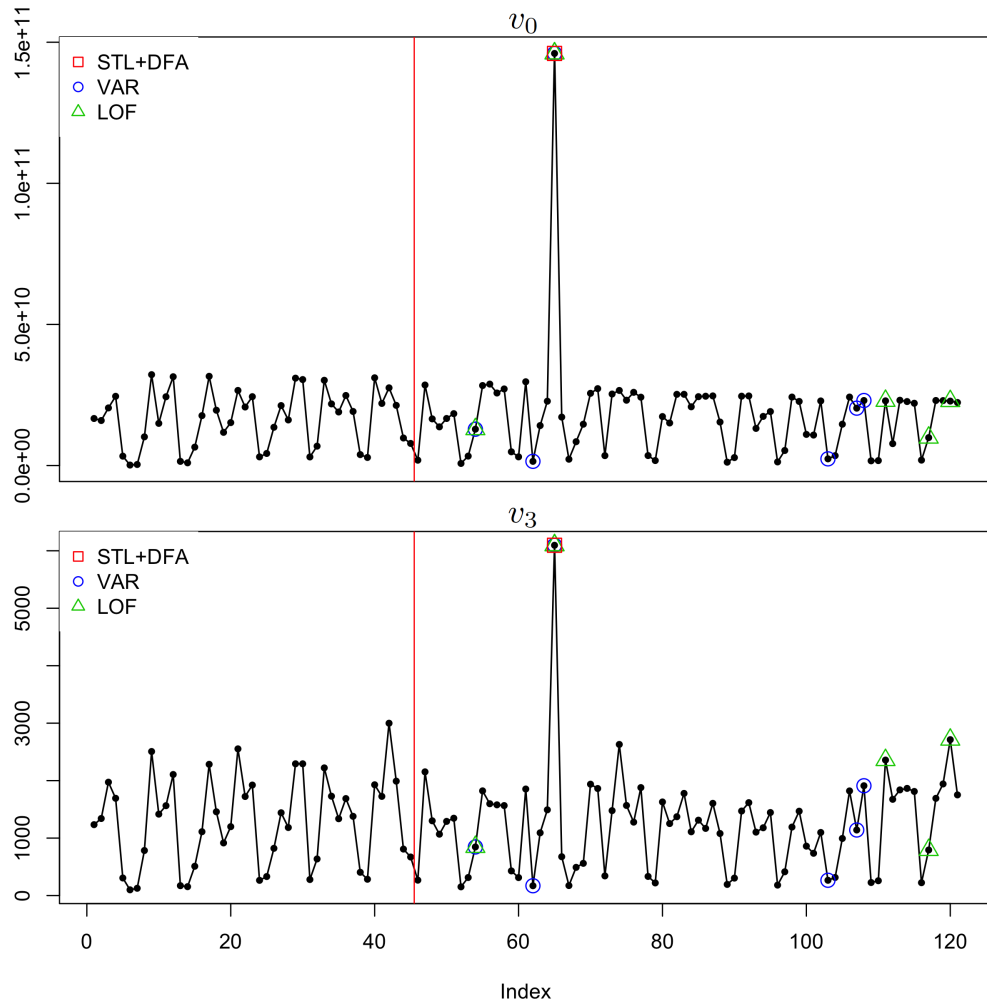 v₀
STL+DFA
VAR
LOF
1.5e+11
1.0e+11
5.0e+10
0.0e+00
v₃
STL+DFA
VAR
LOF
5000
3000
1000
0
0 20 40 60 80 100 120
Index